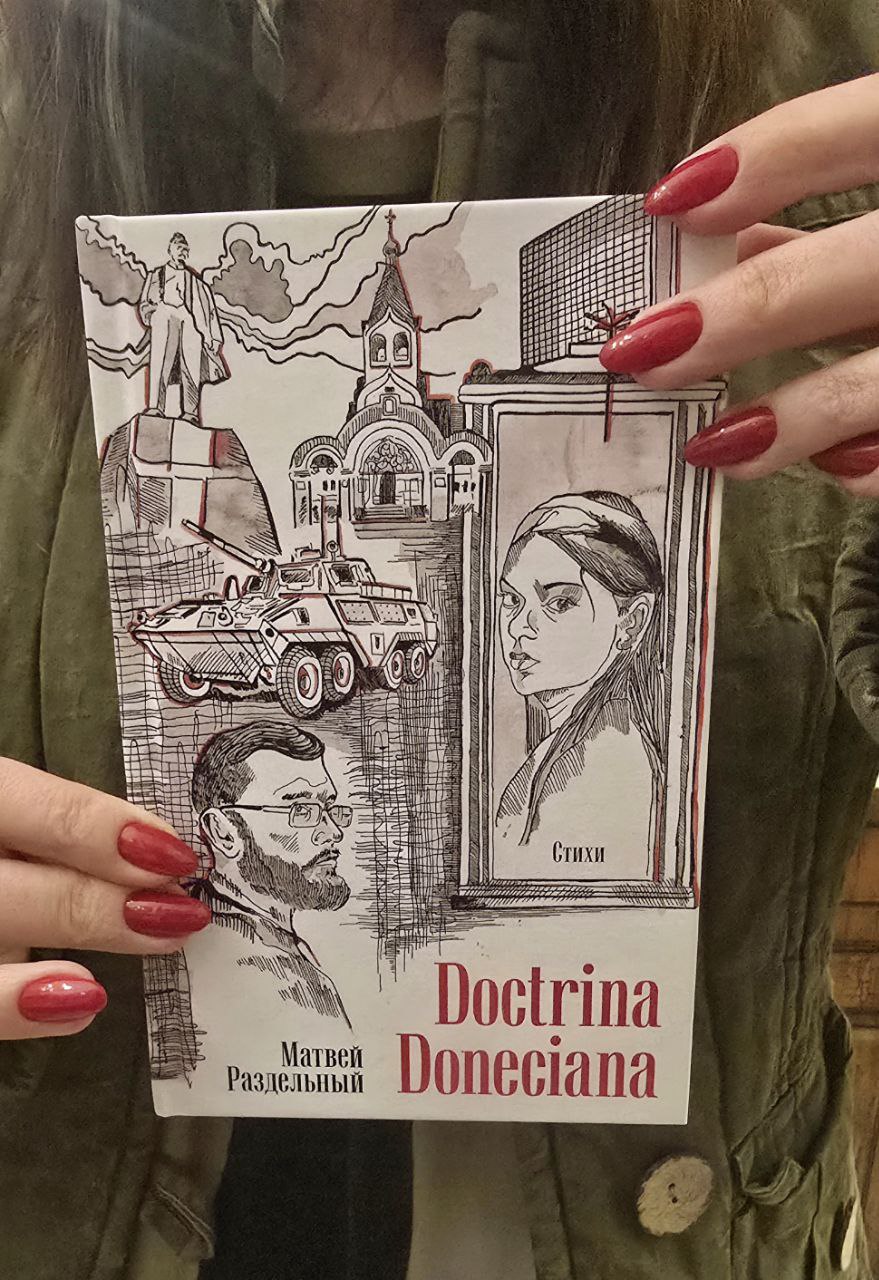 Стихи
Doctrina
Doneciana
Матвей
Раздельный